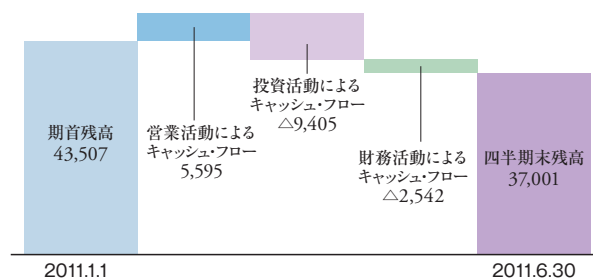 期首残高
43,507
営業活動による
キャッシュ・フロー
5,595
投資活動による
キャッシュ・フロー
△9,405
財務活動による
キャッシュ・フロー
△2,542
四半期末残高
37,001
2011.1.1
2011.6.30